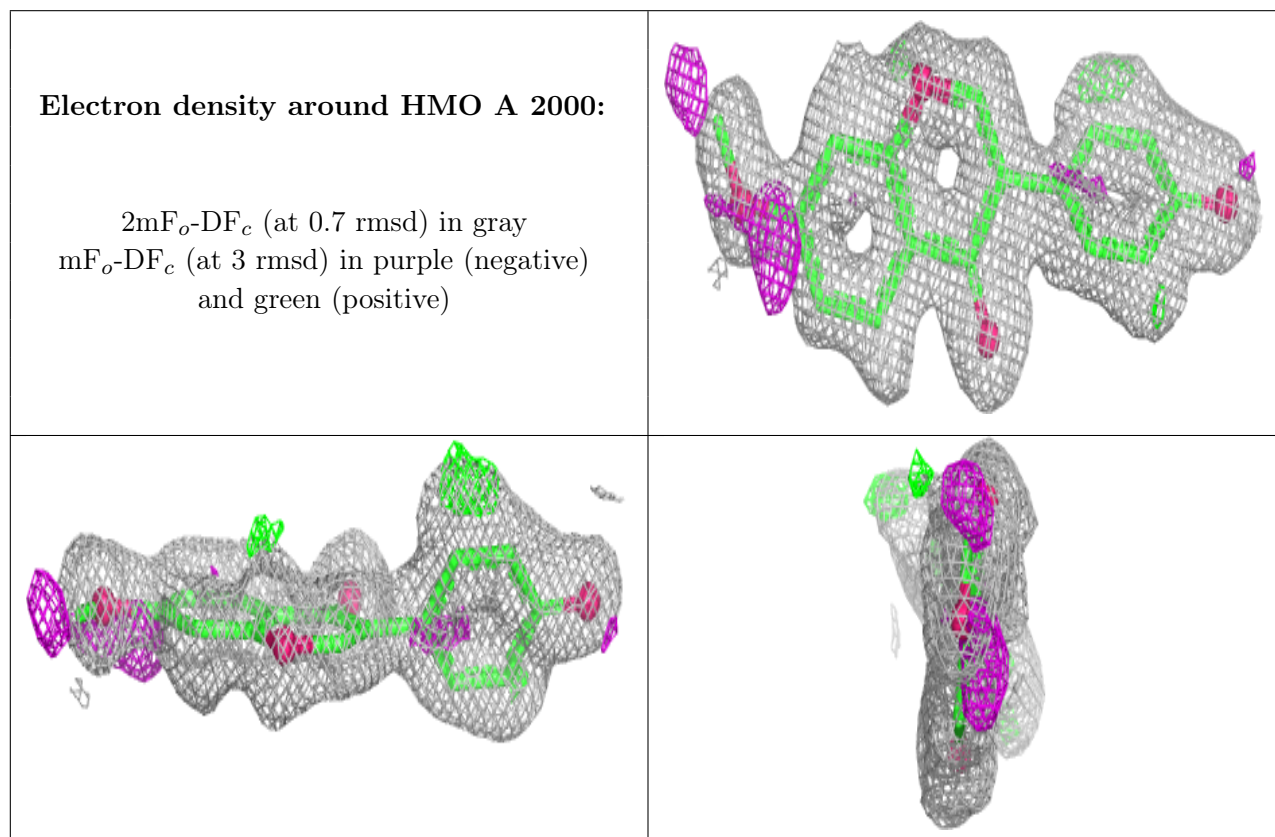 Electron density around HMO A 2000:
2mFₒ-DF𝒸 (at 0.7 rmsd) in gray
mFₒ-DF𝒸 (at 3 rmsd) in purple (negative)
and green (positive)